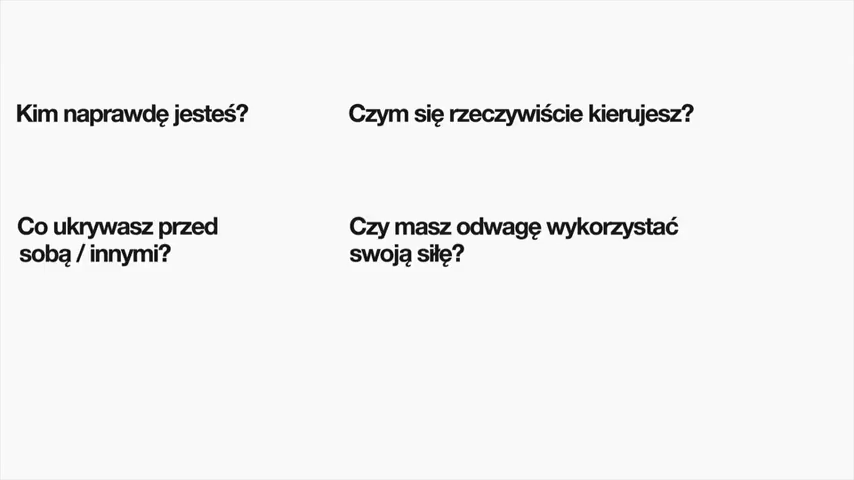 Kim naprawdę jesteś?
Czym się rzeczywiście kierujesz?
Co ukrywasz przed
sobą / innymi?
Czy masz odwagę wykorzystać
swoją siłę?